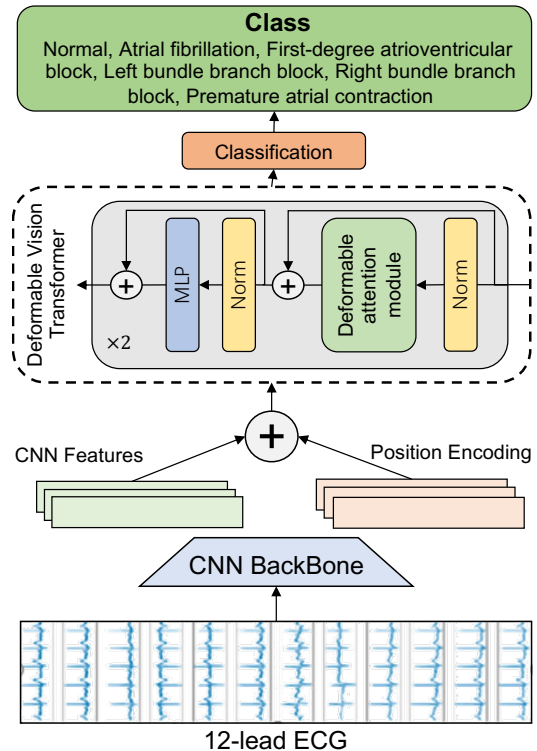 Class
Normal, Atrial fibrillation, First-degree atrioventricular
block, Left bundle branch block, Right bundle branch
block, Premature atrial contraction
Classification
Deformable Vision
Transformer
+
MLP
Norm
+
Deformable
attention
module
Norm
×2
+
CNN Features
Position Encoding
CNN BackBone
12-lead ECG